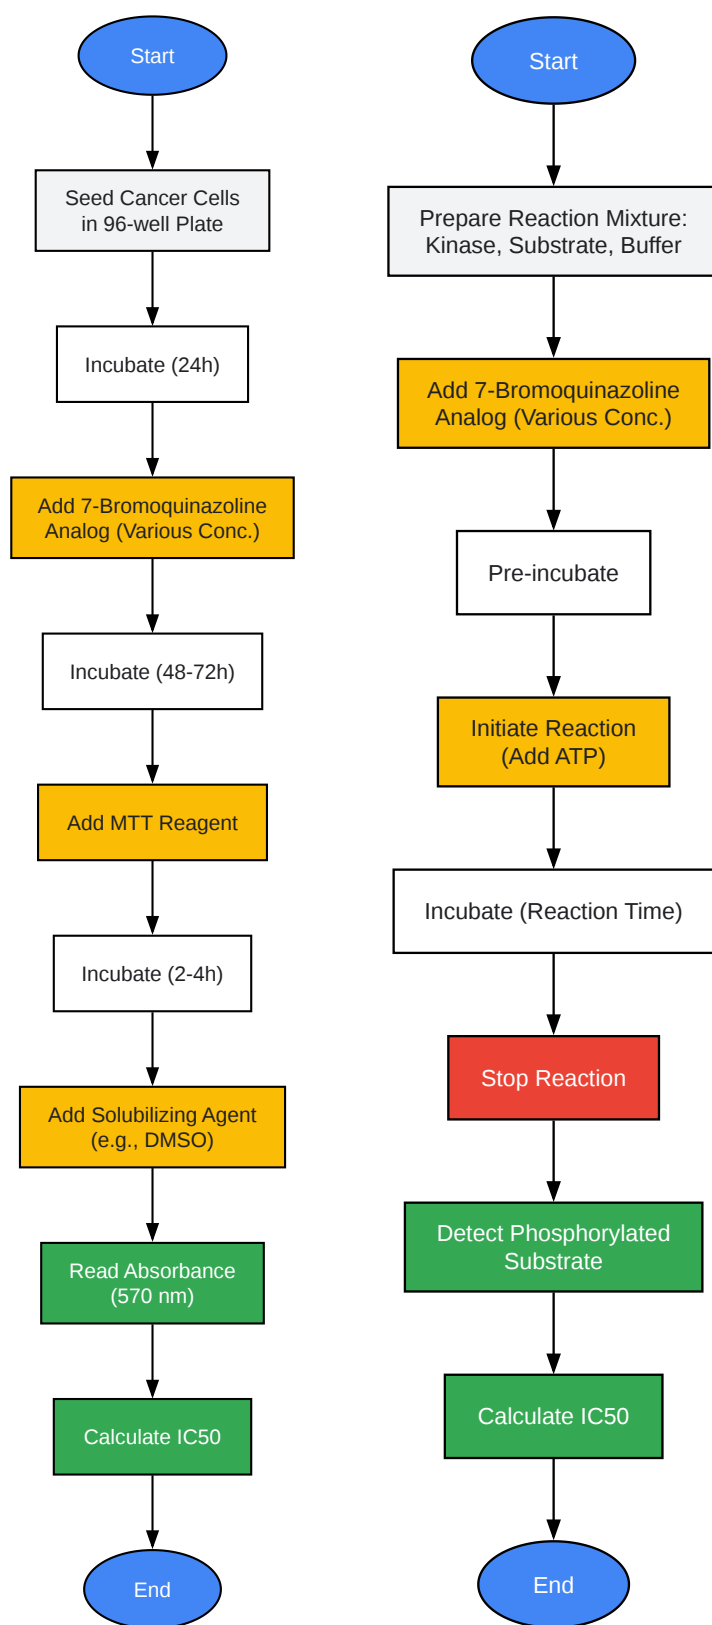 Start
Seed Cancer Cells
in 96-well Plate
Incubate (24h)
Add 7-Bromoquinazoline
Analog (Various Conc.)
Incubate (48-72h)
Add MTT Reagent
Incubate (2-4h)
Add Solubilizing Agent
(e.g., DMSO)
Read Absorbance
(570 nm)
Calculate IC50
End
Start
Prepare Reaction Mixture:
Kinase, Substrate, Buffer
Add 7-Bromoquinazoline
Analog (Various Conc.)
Pre-incubate
Initiate Reaction
(Add ATP)
Incubate (Reaction Time)
Stop Reaction
Detect Phosphorylated
Substrate
Calculate IC50
End